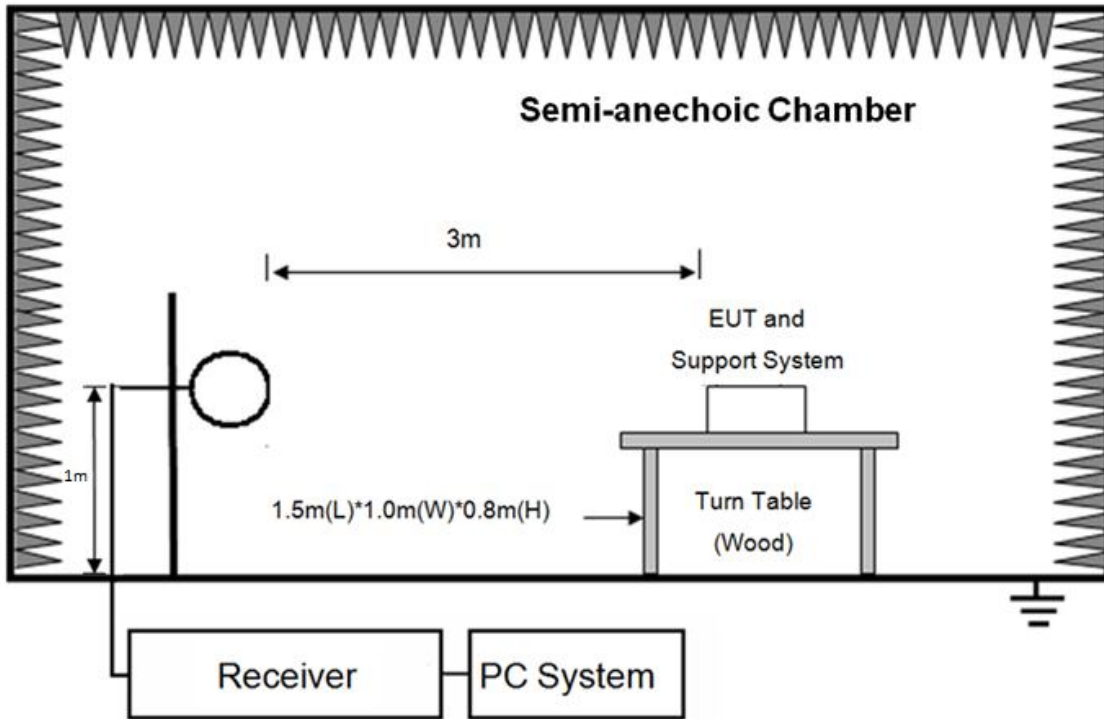 Semi-anechoic Chamber
3m
EUT and
Support System
1m
1.5m(L)*1.0m(W)*0.8m(H)
Turn Table
(Wood)
Receiver
PC System